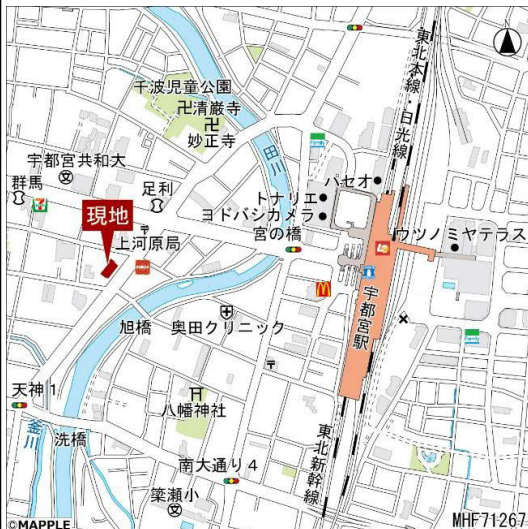 N
東北本線・日光線
千波児童公園
清巌寺
妙正寺
田川
宇都宮共和大
パセオ
群馬
足利
トナリエ
ヨドバシカメラ
現地
宮の橋
ウツノミヤテラス
上河原局
宇都宮駅
旭橋
奥田クリニック
天神1
八幡神社
釜川
洗橋
東北新幹線
南大通り4
簗瀬小
©MAPPLE
MHF71267